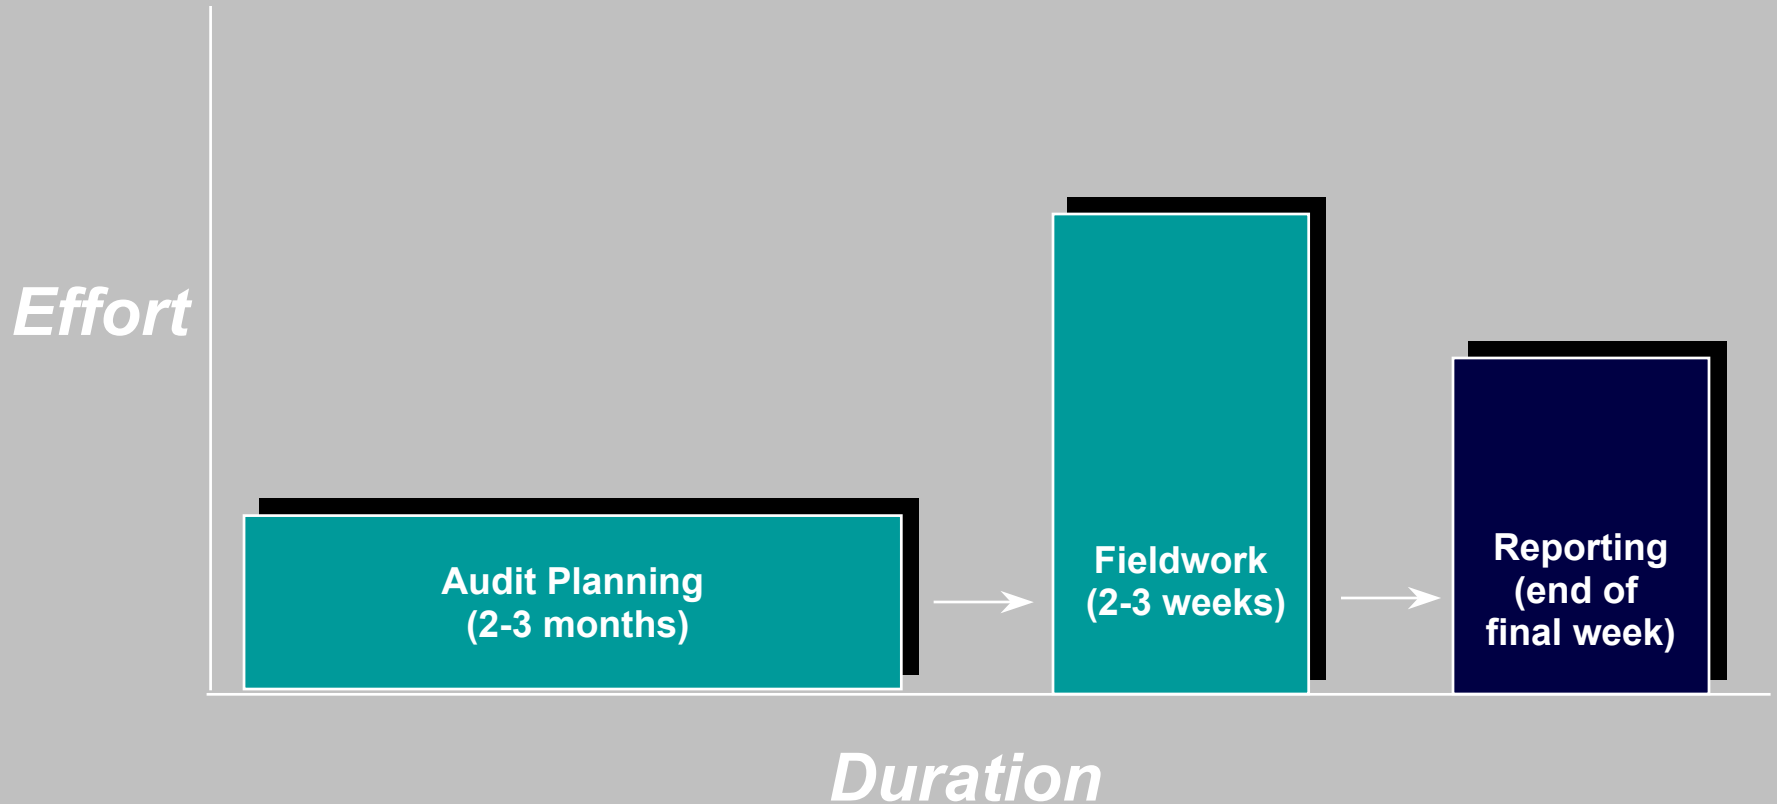 Effort
Audit Planning
(2-3 months)
Fieldwork
(2-3 weeks)
Reporting
(end of
final week)
Duration